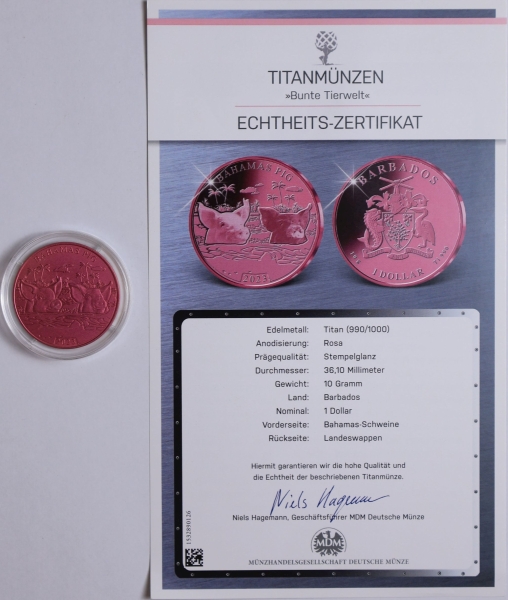 TITANMÜNZEN
»Bunte Tierwelt«
ECHTHEITS-ZERTIFIKAT
BAHAMAS PIG
2023
BARBADOS
1 DOLLAR
Edelmetall: Titan (990/1000)
Anodisierung: Rosa
Prägequalität: Stempelglanz
Durchmesser: 36,10 Millimeter
Gewicht: 10 Gramm
Land: Barbados
Nominal: 1 Dollar
Vorderseite: Bahamas-Schweine
Rückseite: Landeswappen
Hiermit garantieren wir die hohe Qualität und
die Echtheit der beschriebenen Titanmünze.
Niels Hagemann
Niels Hagemann, Geschäftsführer MDM Deutsche Münze
MDM
MÜNZHANDELSGESELLSCHAFT DEUTSCHE MÜNZE
1532890126